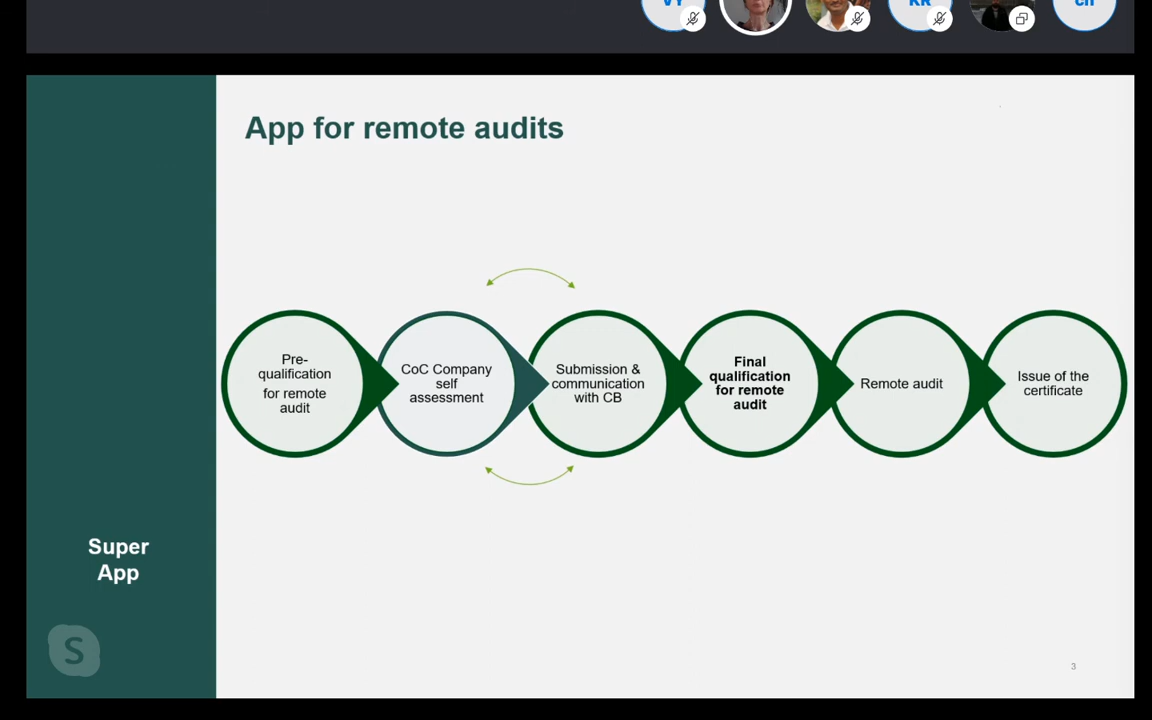 KR
App for remote audits
Pre-
qualification
for remote
audit
CoC Company
self
assessment
Submission &
communication
with CB
Final
qualification
for remote
audit
Remote audit
Issue of the
certificate
Super
App
S
3